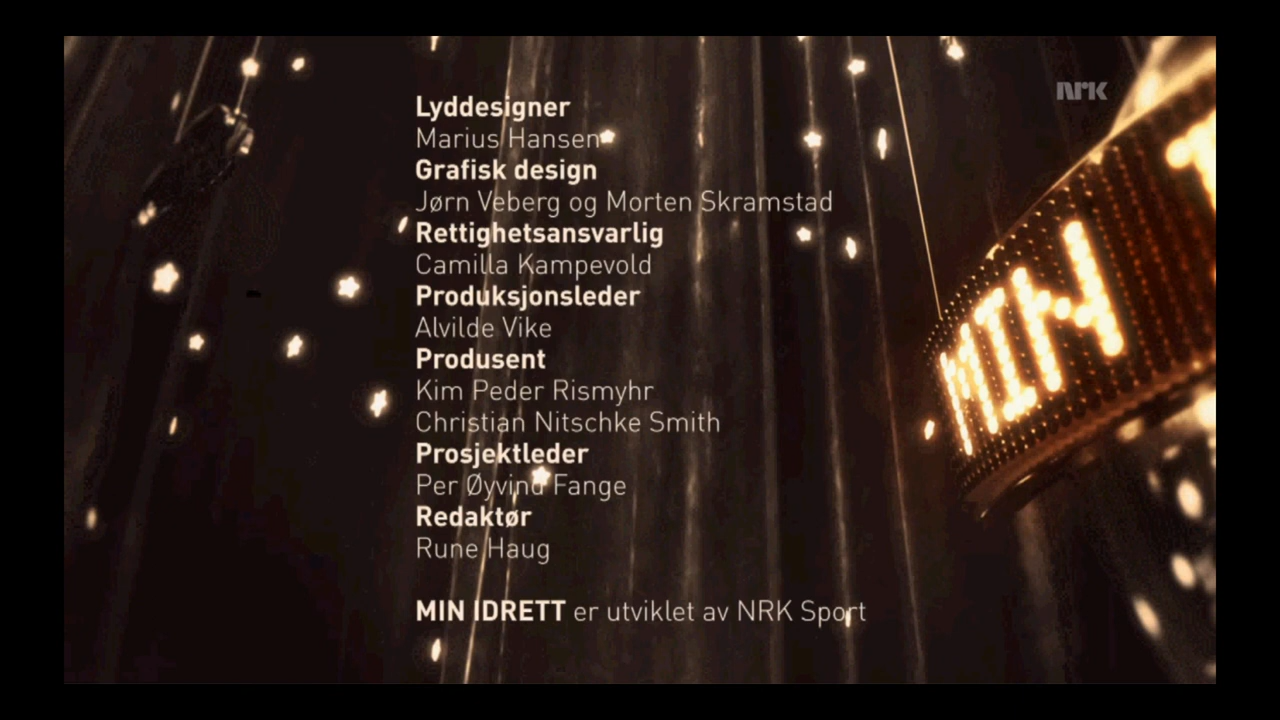 nrk
Lyddesigner
Marius Hansen
Grafisk design
Jørn Veberg og Morten Skramstad
Rettighetsansvarlig
Camilla Kampevold
Produksjonsleder
Alvilde Vike
Produsent
Kim Peder Rismyhr
Christian Nitschke Smith
Prosjektleder
Per Øyvind Fange
Redaktør
Rune Haug
MIN IDRETT er utviklet av NRK Sport
MIN